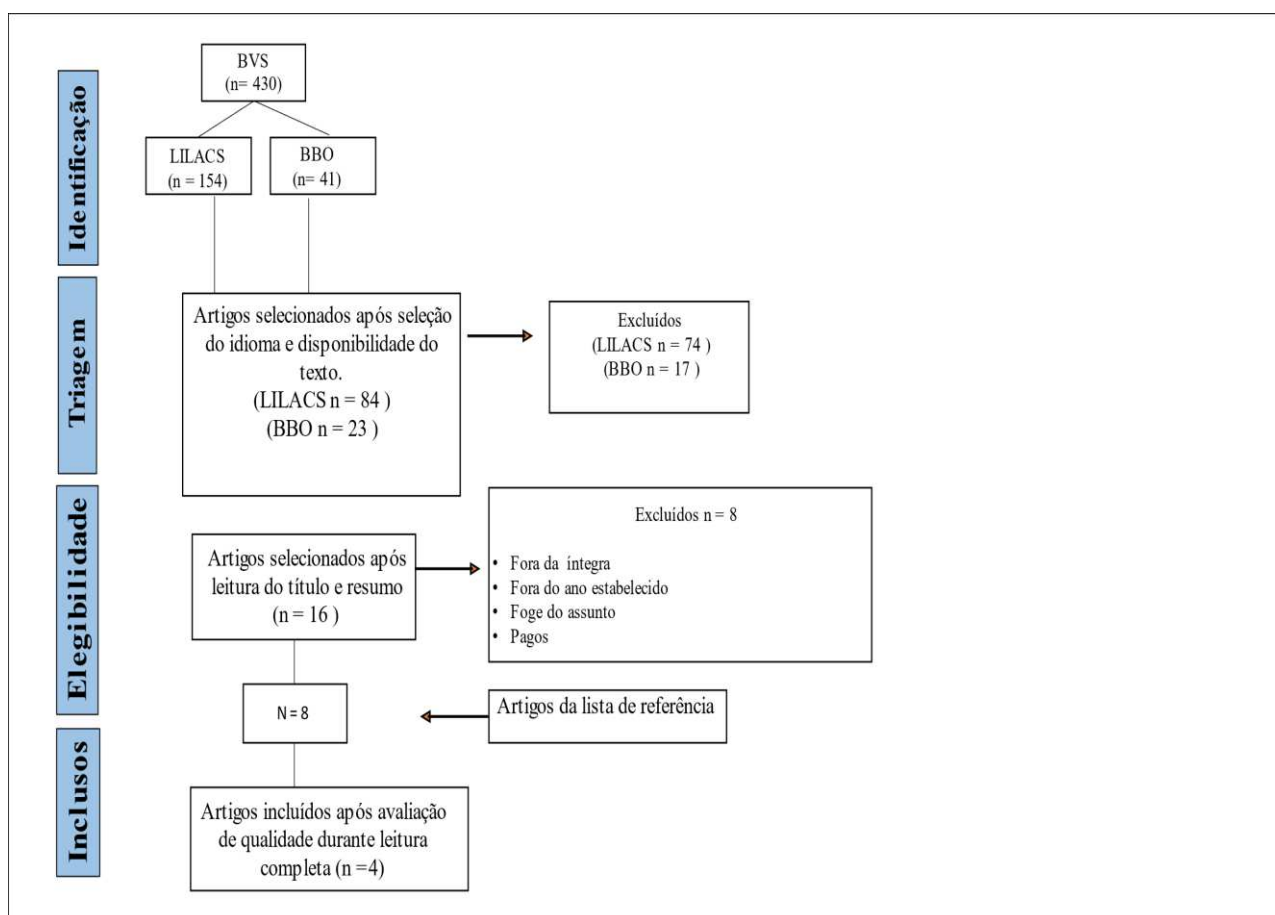 Identificação
BVS
(n= 430)
LILACS
(n = 154)
BBO
(n= 41)
Triagem
Artigos selecionados após seleção
do idioma e disponibilidade do
texto.
(LILACS n = 84 )
(BBO n = 23 )
Excluídos
(LILACS n = 74 )
(BBO n = 17 )
Elegibilidade
Artigos selecionados após
leitura do título e resumo
(n = 16 )
Excluídos n = 8
• Fora da íntegra
• Fora do ano estabelecido
• Foge do assunto
• Pagos
N = 8
Artigos da lista de referência
Inclusos
Artigos incluídos após avaliação
de qualidade durante leitura
completa (n =4)